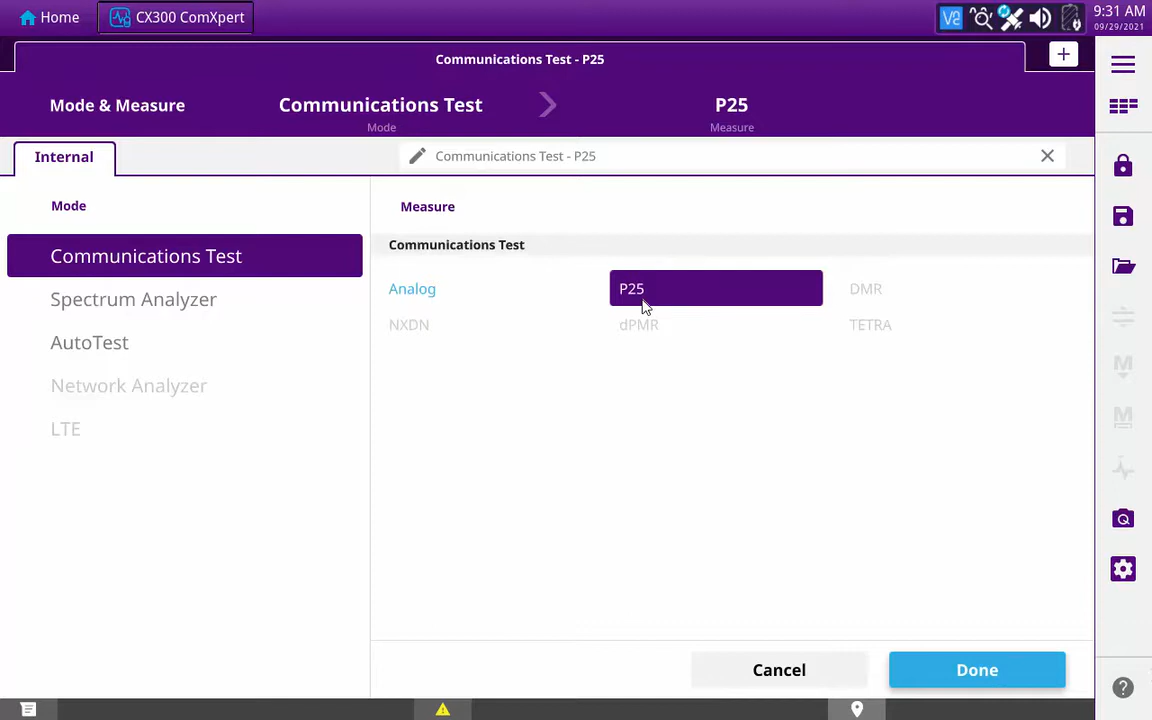 Home
CX300 ComXpert
V2
9:31 AM
09/29/2021
Communications Test - P25
+
Mode & Measure
Communications Test
P25
Mode
Measure
Internal
Communications Test - P25
Mode
Measure
Communications Test
Communications Test
Analog
P25
DMR
Spectrum Analyzer
NXDN
dPMR
TETRA
AutoTest
Network Analyzer
M
LTE
M
Cancel
Done
?